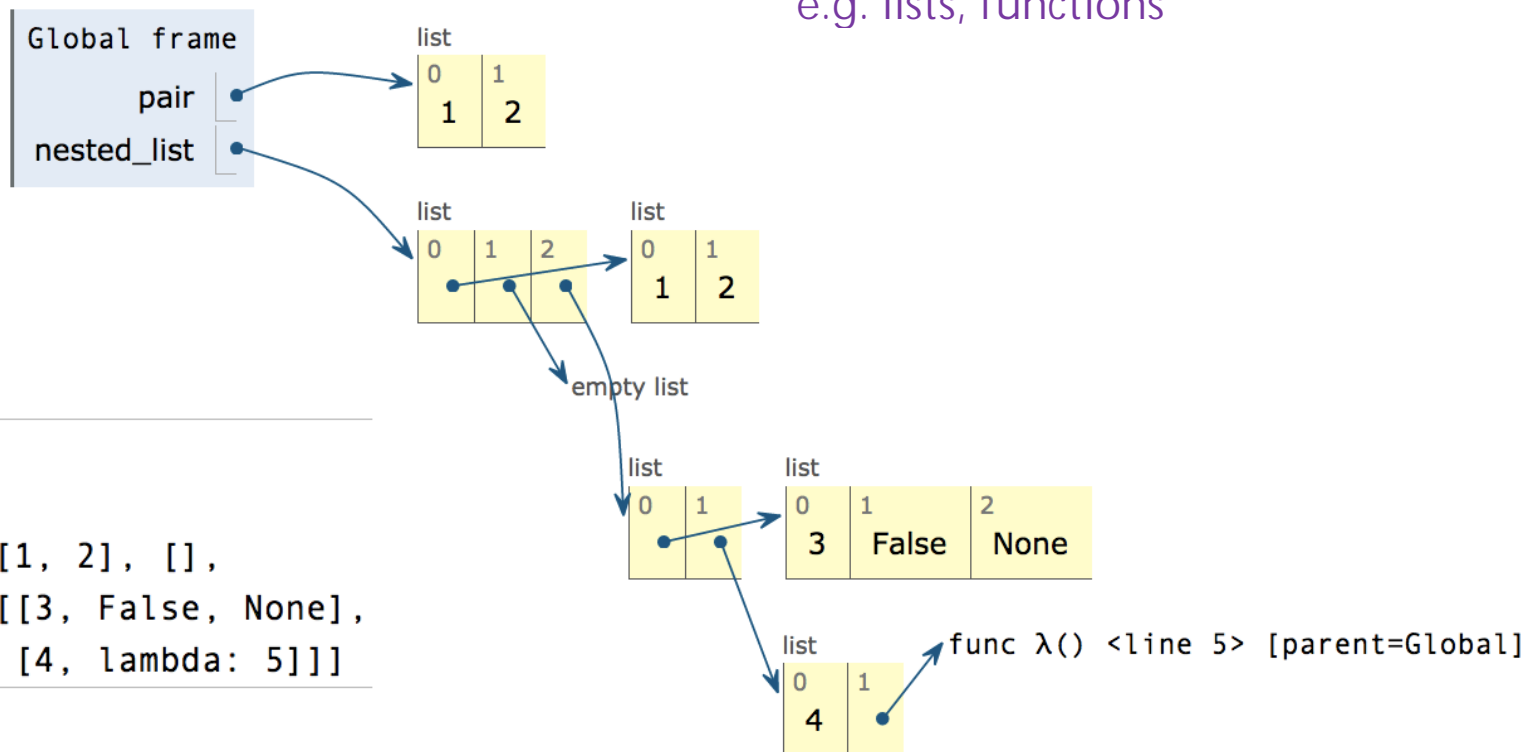 e.g. lists, functions
Global frame
pair
nested_list
list
0 1
1 2
list
0 1 2
list
0 1
1 2
empty list
list
0 1
list
0 1 2
3 False None
[1, 2], [],
[[3, False, None],
[4, lambda: 5]]]
list
0 1
4
func λ() <line 5> [parent=Global]